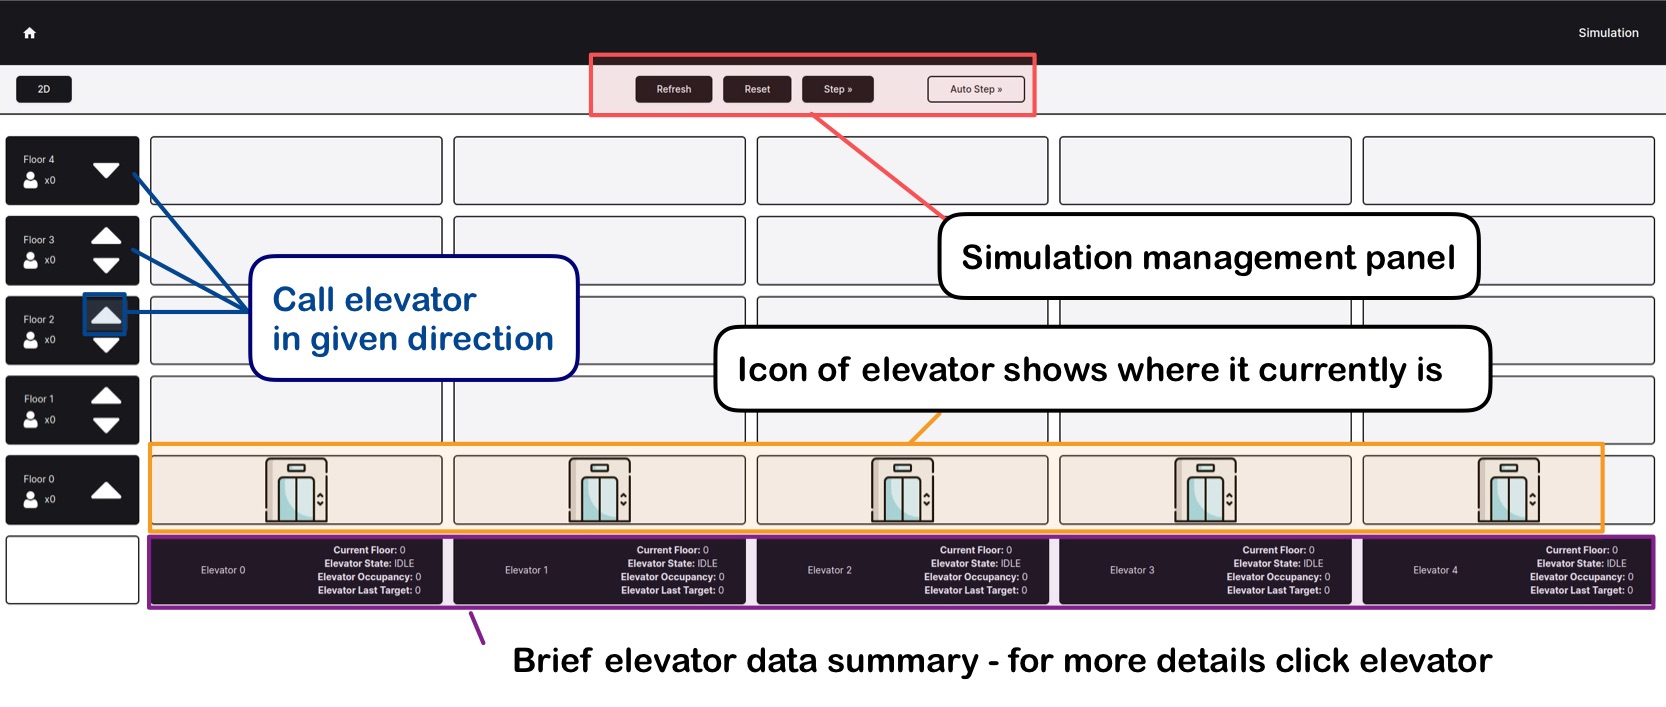 Simulation
2D
Refresh
Reset
Step »
Auto Step »
Floor 4
x0
Floor 3
x0
Floor 2
x0
Floor 1
x0
Floor 0
x0
Simulation management panel
Call elevator
in given direction
Icon of elevator shows where it currently is
Elevator 0
Current Floor: 0
Elevator State: IDLE
Elevator Occupancy: 0
Elevator Last Target: 0
Elevator 1
Current Floor: 0
Elevator State: IDLE
Elevator Occupancy: 0
Elevator Last Target: 0
Elevator 2
Current Floor: 0
Elevator State: IDLE
Elevator Occupancy: 0
Elevator Last Target: 0
Elevator 3
Current Floor: 0
Elevator State: IDLE
Elevator Occupancy: 0
Elevator Last Target: 0
Elevator 4
Current Floor: 0
Elevator State: IDLE
Elevator Occupancy: 0
Elevator Last Target: 0
Brief elevator data summary - for more details click elevator